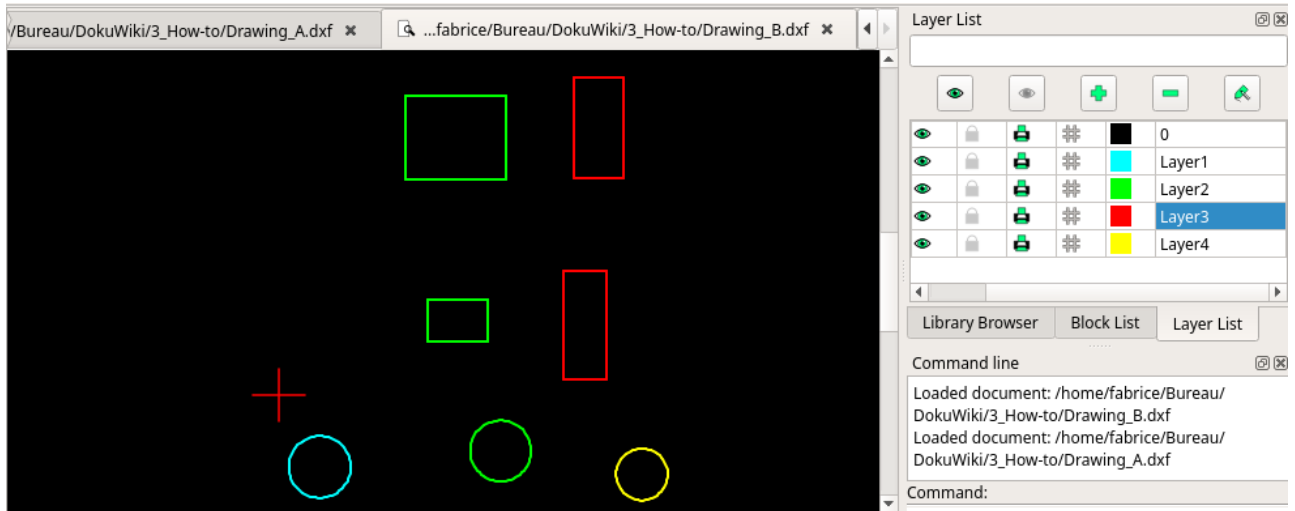 /Bureau/DokuWiki/3_How-to/Drawing_A.dxf
...fabrice/Bureau/DokuWiki/3_How-to/Drawing_B.dxf
Layer List
0
Layer1
Layer2
Layer3
Layer4
Library Browser
Block List
Layer List
Command line
Loaded document: /home/fabrice/Bureau/
DokuWiki/3_How-to/Drawing_B.dxf
Loaded document: /home/fabrice/Bureau/
DokuWiki/3_How-to/Drawing_A.dxf
Command: